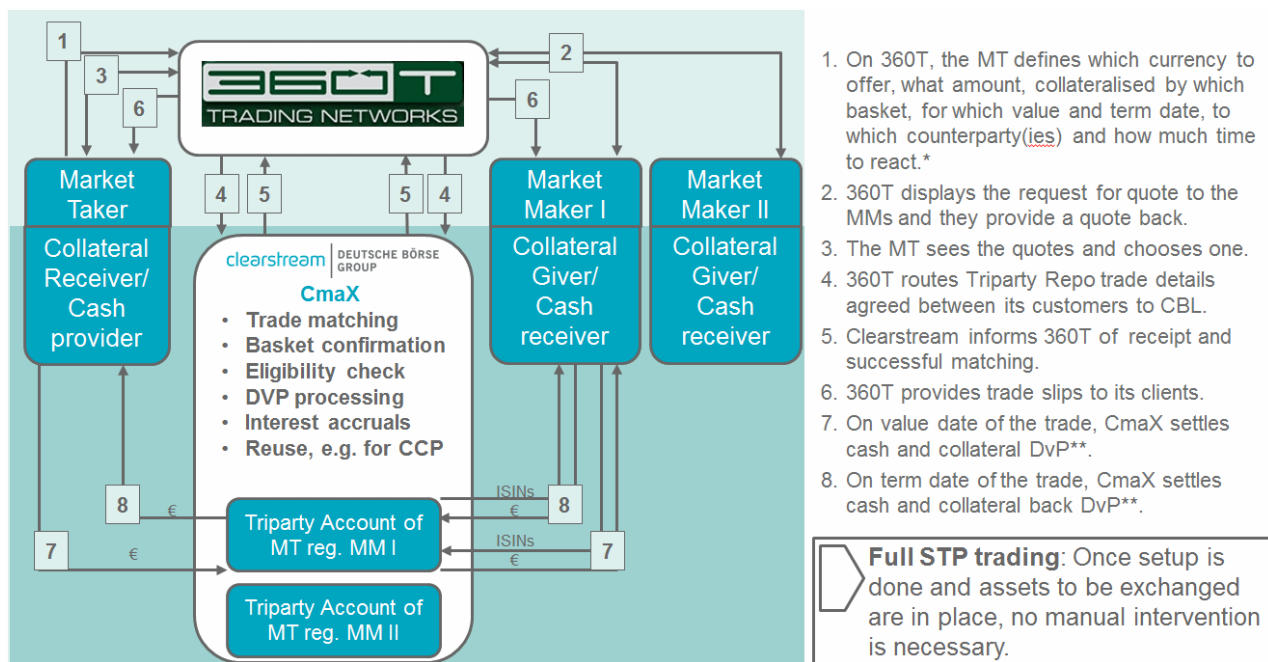 1
3
6
360T
TRADING NETWORKS
2
6
4
5
5
4
Market
Taker
Collateral
Receiver/
Cash
provider
Market
Maker I
Collateral
Giver/
Cash
receiver
Market
Maker II
Collateral
Giver/
Cash
receiver
clearstream
DEUTSCHE BÖRSE
GROUP
CmaX
• Trade matching
• Basket confirmation
• Eligibility check
• DVP processing
• Interest accruals
• Reuse, e.g. for CCP
8
€
7
€
ISINs
€
8
ISINs
€
7
Triparty Account of
MT reg. MM I
Triparty Account of
MT reg. MM II
1. On 360T, the MT defines which currency to
offer, what amount, collateralised by which
basket, for which value and term date, to
which counterparty(ies) and how much time
to react.*
2. 360T displays the request for quote to the
MMs and they provide a quote back.
3. The MT sees the quotes and chooses one.
4. 360T routes Triparty Repo trade details
agreed between its customers to CBL.
5. Clearstream informs 360T of receipt and
successful matching.
6. 360T provides trade slips to its clients.
7. On value date of the trade, CmaX settles
cash and collateral DvP**.
8. On term date of the trade, CmaX settles
cash and collateral back DvP**.
Full STP trading: Once setup is
done and assets to be exchanged
are in place, no manual intervention
is necessary.